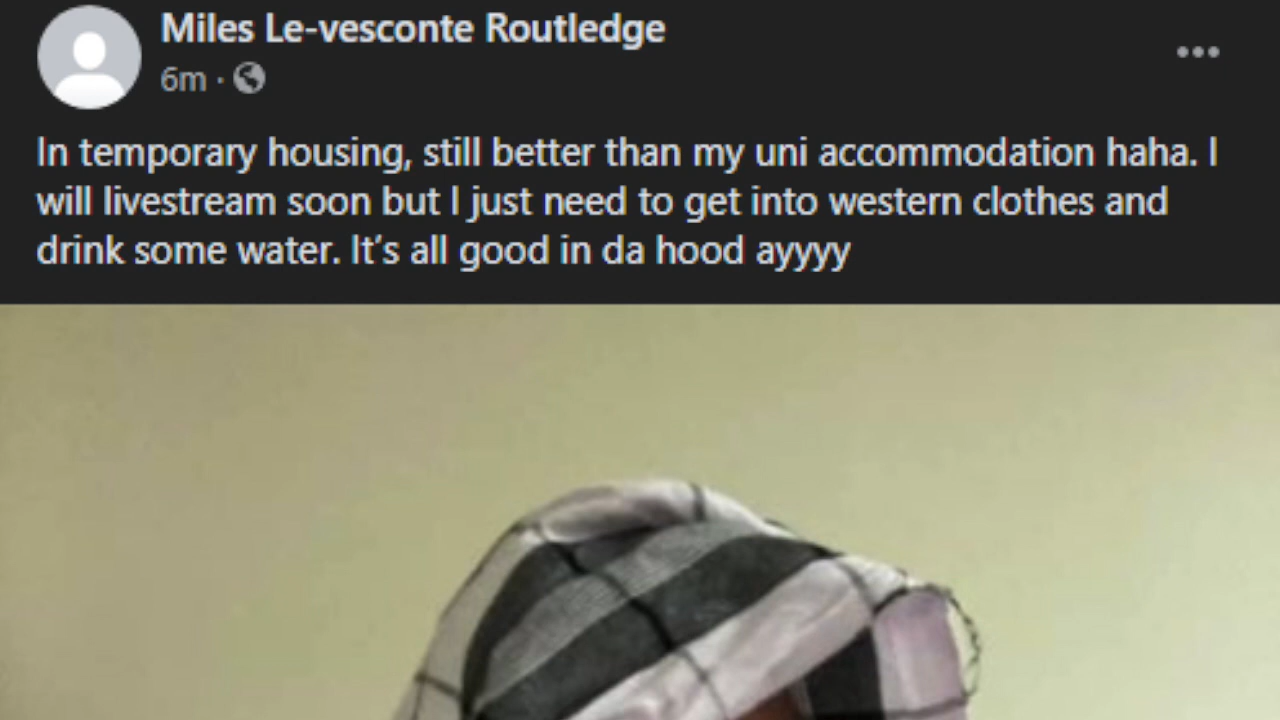 Miles Le-vesconte Routledge
6m ·
In temporary housing, still better than my uni accommodation haha. I
will livestream soon but I just need to get into western clothes and
drink some water. It’s all good in da hood ayyyy